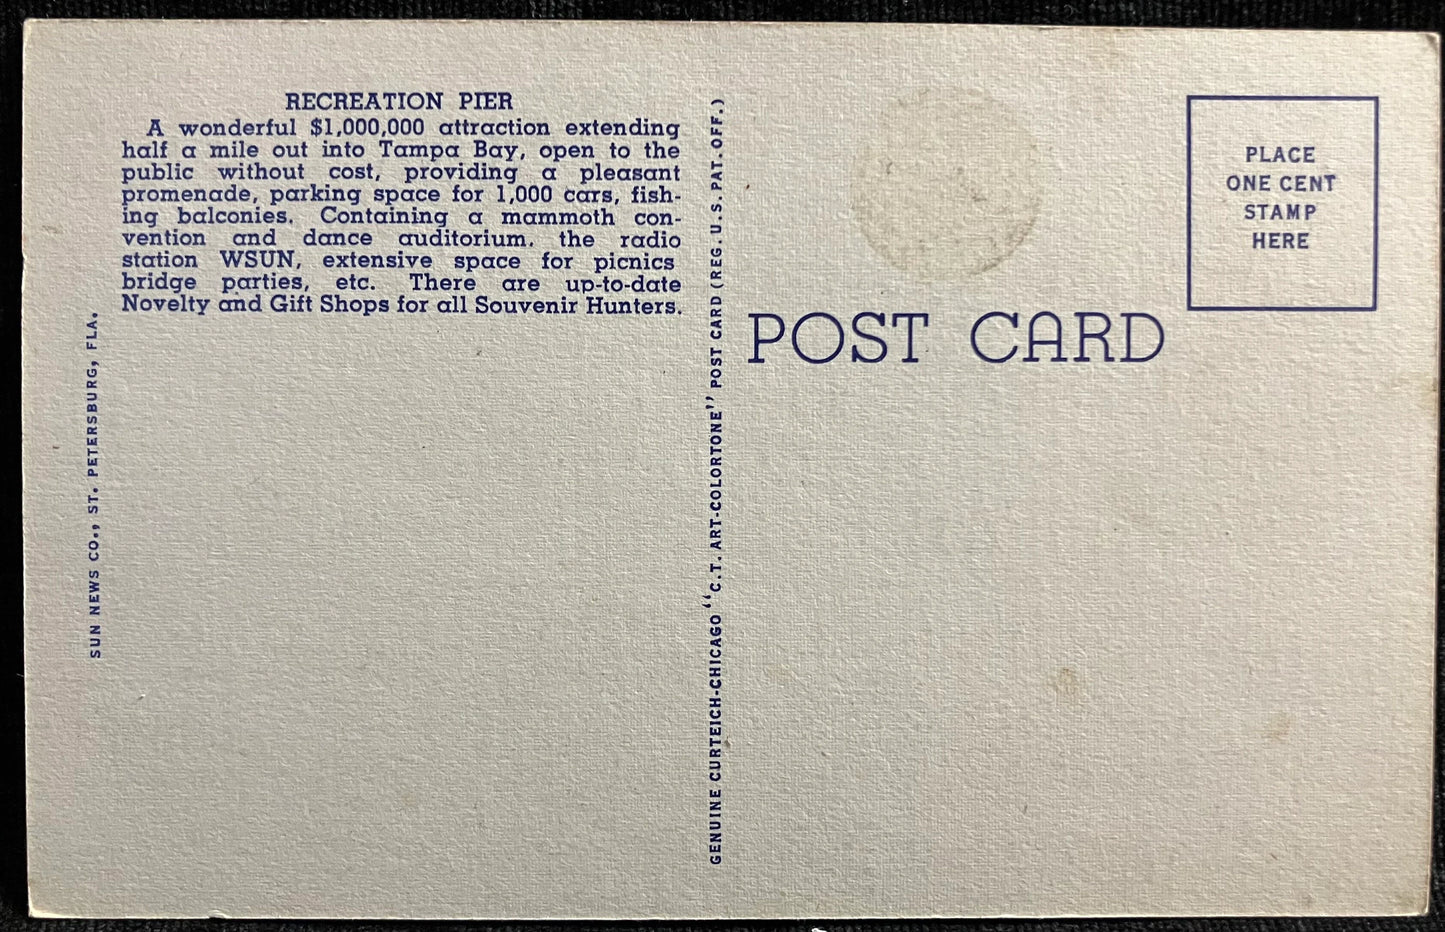 RECREATION PIER
A wonderful $1,000,000 attraction extending
half a mile out into Tampa Bay, open to the
public without cost, providing a pleasant
promenade, parking space for 1,000 cars, fish-
ing balconies. Containing a mammoth con-
vention and dance auditorium. the radio
station WSUN, extensive space for picnics
bridge parties, etc. There are up-to-date
Novelty and Gift Shops for all Souvenir Hunters.
SUN NEWS CO., ST. PETERSBURG, FLA.
GENUINE CURTEICH-CHICAGO "C.T. ART-COLORTONE" POST CARD (REG. U.S. PAT. OFF.)
POST CARD
PLACE
ONE CENT
STAMP
HERE